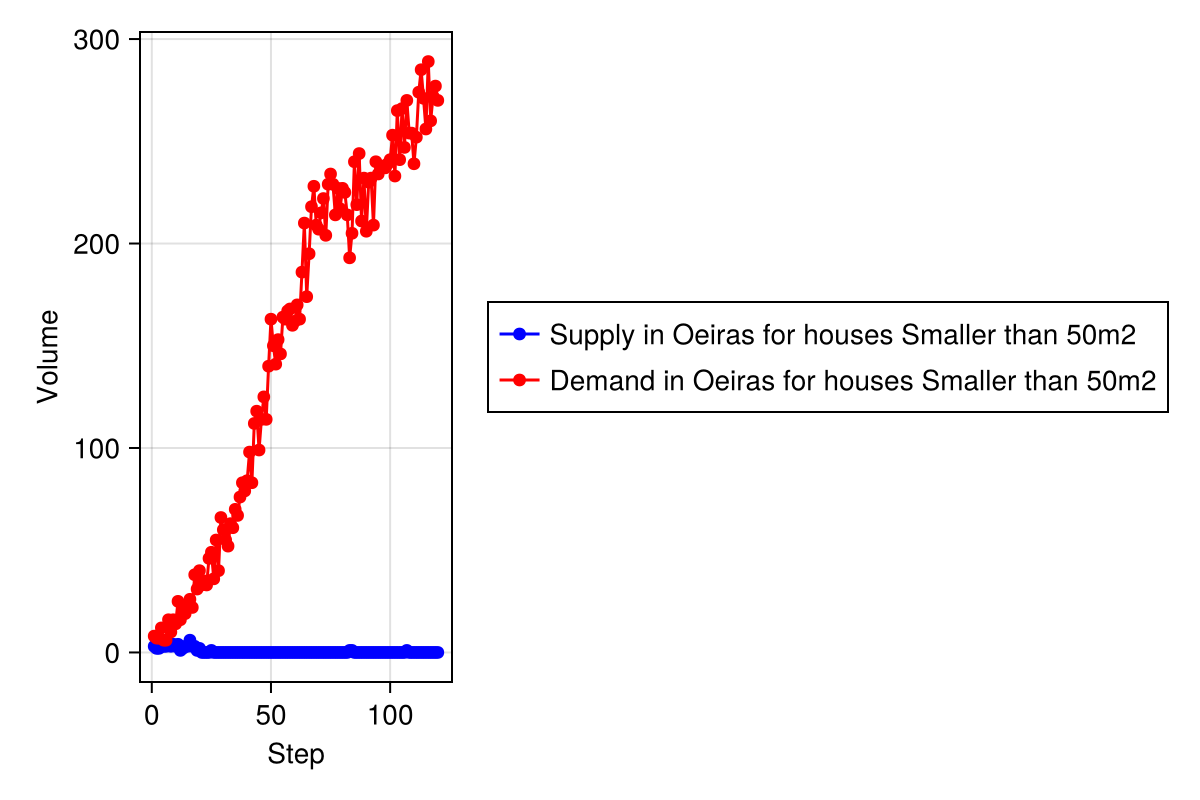 300
200
100
0
Volume
0 50 100
Step
Supply in Oeiras for houses Smaller than 50m2
Demand in Oeiras for houses Smaller than 50m2